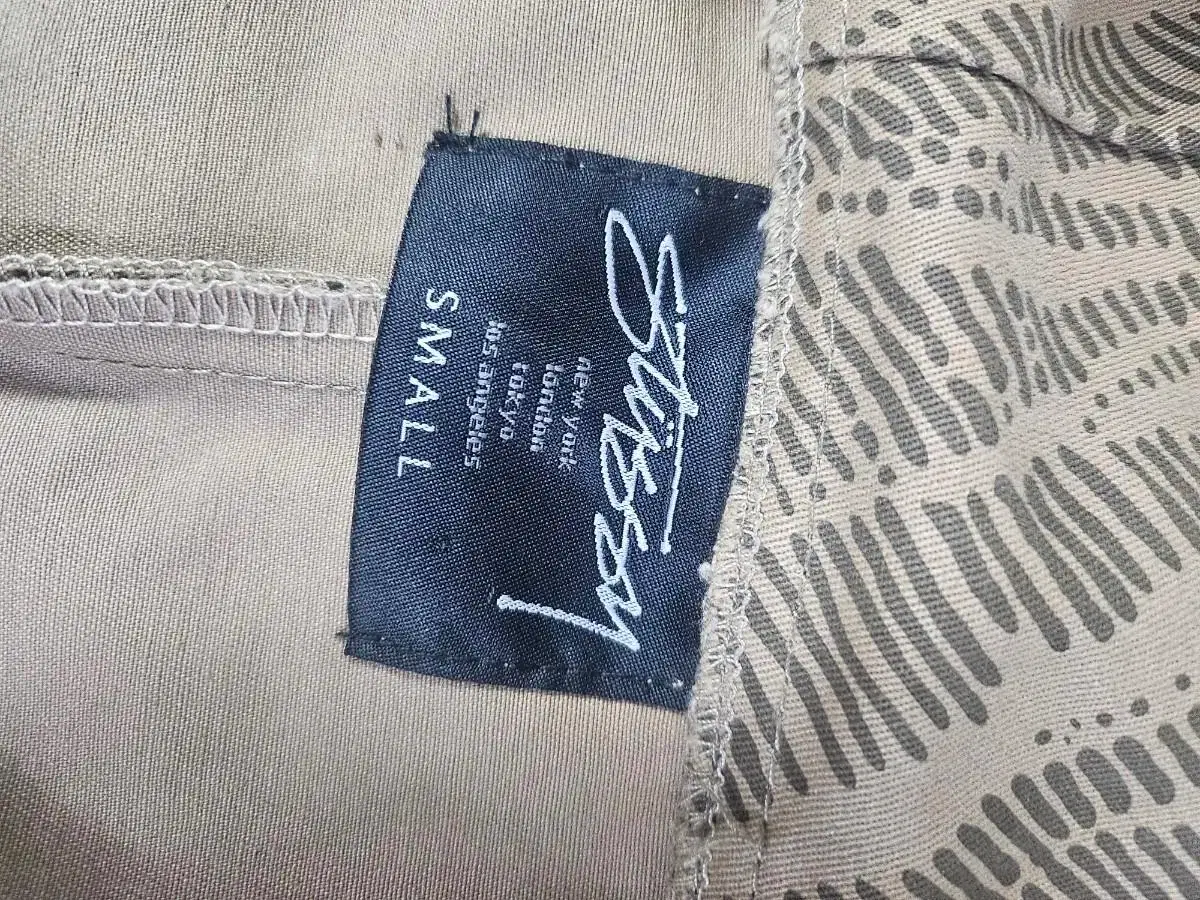 Stüssy
new york
london
tokyo
los angeles
SMALL